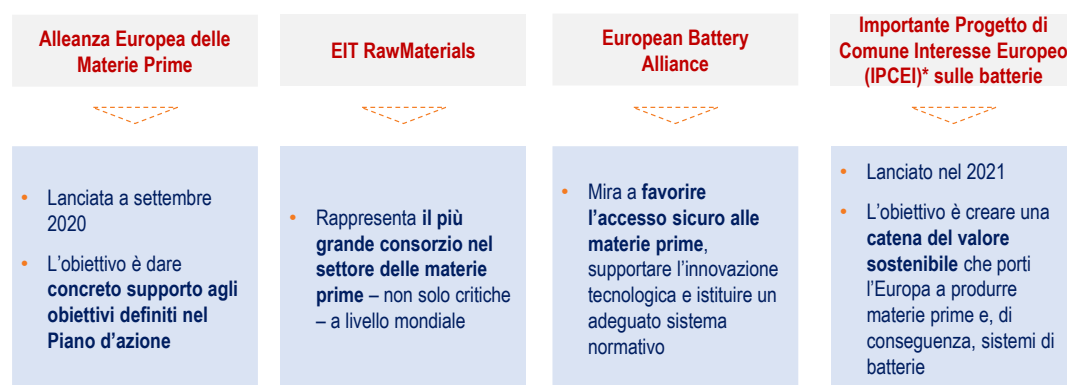 Alleanza Europea delle
Materie Prime
EIT RawMaterials
European Battery
Alliance
Importante Progetto di
Comune Interesse Europeo
(IPCEI)* sulle batterie
• Lanciata a settembre
2020
• L’obiettivo è dare
concreto supporto agli
obiettivi definiti nel
Piano d’azione
• Rappresenta il più
grande consorzio nel
settore delle materie
prime – non solo critiche
– a livello mondiale
• Mira a favorire
l’accesso sicuro alle
materie prime,
supportare l’innovazione
tecnologica e istituire un
adeguato sistema
normativo
• Lanciato nel 2021
• L’obiettivo è creare una
catena del valore
sostenibile che porti
l’Europa a produrre
materie prime e, di
conseguenza, sistemi di
batterie